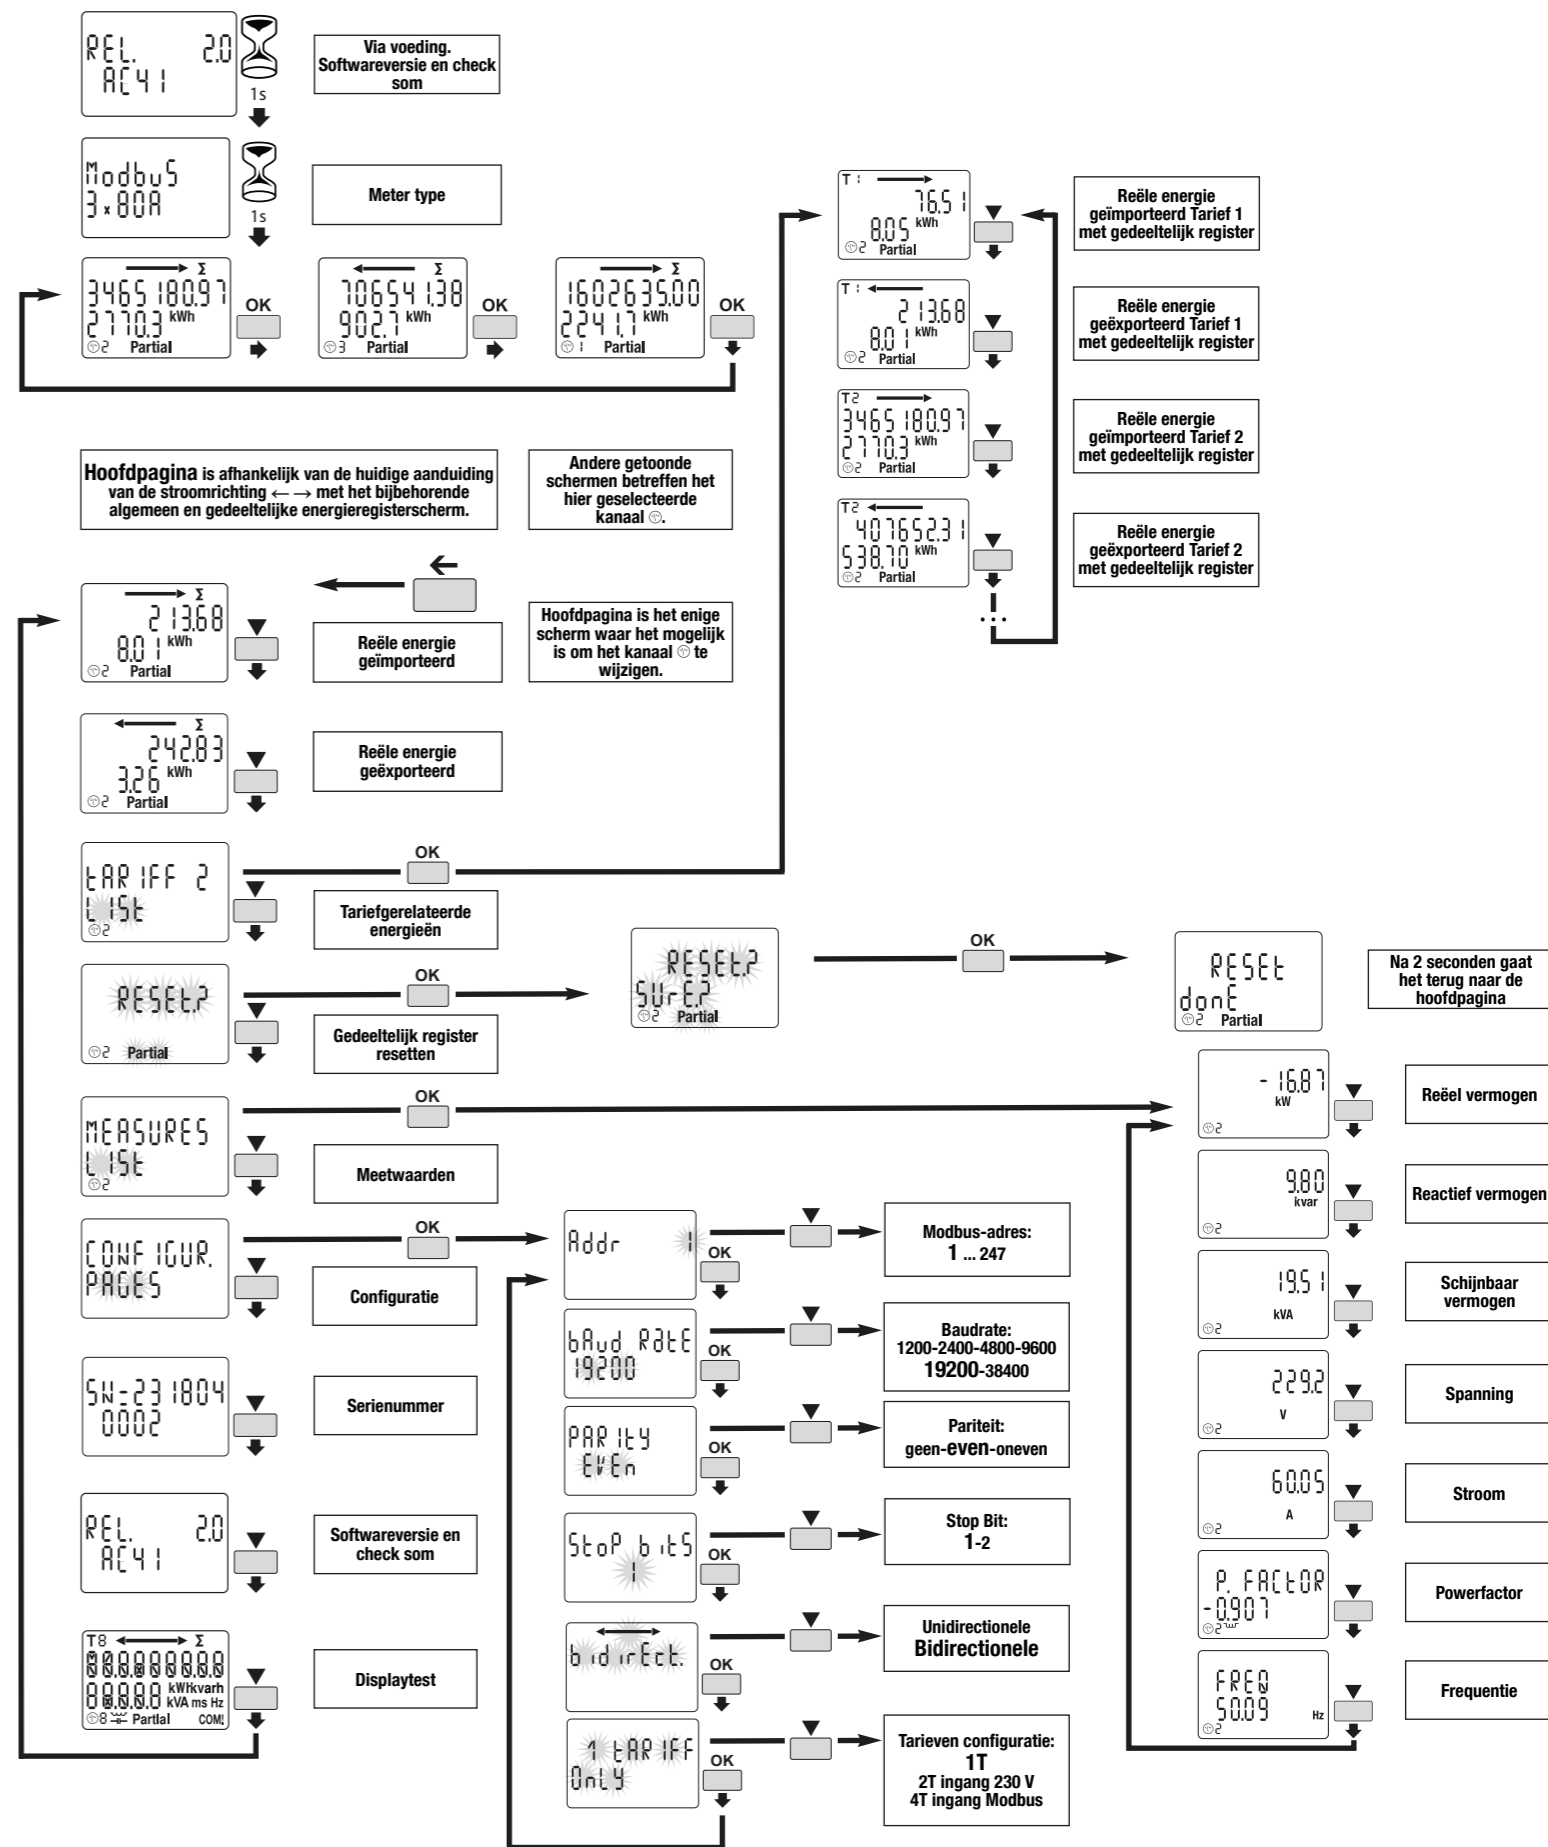 REL. 2.0
AC41
1s
Via voeding.
Softwareversie en check
som
Modbus
3x80A
1s
Meter type
Σ
3465180.97
2770.3 kWh
2 Partial
OK
Σ
706541.38
902.7 kWh
3 Partial
OK
Σ
1602635.00
2241.7 kWh
1 Partial
OK
T1
76.51
8.05 kWh
2 Partial
Reële energie
geïmporteerd Tarief 1
met gedeeltelijk register
T1
213.68
8.01 kWh
2 Partial
Reële energie
geëxporteerd Tarief 1
met gedeeltelijk register
T2
3465180.97
2770.3 kWh
2 Partial
Reële energie
geïmporteerd Tarief 2
met gedeeltelijk register
T2
407652.31
538.70 kWh
2 Partial
Reële energie
geëxporteerd Tarief 2
met gedeeltelijk register
...
Hoofdpagina is afhankelijk van de huidige aanduiding
van de stroomrichting ←→ met het bijbehorende
algemeen en gedeeltelijke energieregisterscherm.
Andere getoonde
schermen betreffen het
hier geselecteerde
kanaal .
Σ
213.68
8.01 kWh
2 Partial
←
Reële energie
geïmporteerd
Hoofdpagina is het enige
scherm waar het mogelijk
is om het kanaal te
wijzigen.
Σ
242.83
3.26 kWh
2 Partial
Reële energie
geëxporteerd
tARIFF 2
LISt
2
OK
Tariefgerelateerde
energieën
RESEt.?
2 Partial
OK
Gedeeltelijk register
resetten
RESEt.?
SUrE.?
2 Partial
OK
RESEt
donE
2 Partial
Na 2 seconden gaat
het terug naar de
hoofdpagina
MEASURES
LISt
2
OK
Meetwaarden
-16.87
kW
2
Reëel vermogen
9.80
kvar
2
Reactief vermogen
19.51
kVA
2
Schijnbaar
vermogen
229.2
V
2
Spanning
60.05
A
2
Stroom
P. FACtOR
-0.907
2
Powerfactor
FREQ
50.09 Hz
2
Frequentie
CONFIGUR.
PAGES
OK
Configuratie
Addr 1
OK
Modbus-adres:
1 ... 247
bAud RatE
19200
OK
Baudrate:
1200-2400-4800-9600
19200-38400
PARItY
EVEn
OK
Pariteit:
geen-even-oneven
StoP bitS
1
OK
Stop Bit:
1-2
bidirEct.
OK
Unidirectionele
Bidirectionele
1 tARIFF
OnLY
OK
Tarieven configuratie:
1T
2T ingang 230 V
4T ingang Modbus
SN=231804
0002
Serienummer
REL. 2.0
AC41
Softwareversie en
check som
T8 Σ
kWhkvarh
kVA ms Hz
8 Partial COM!
Displaytest